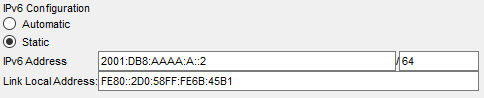 IPv6 Configuration
Automatic
Static
IPv6 Address 2001:DB8:AAAA:A::2 / 64
Link Local Address: FE80::2D0:58FF:FE6B:45B1